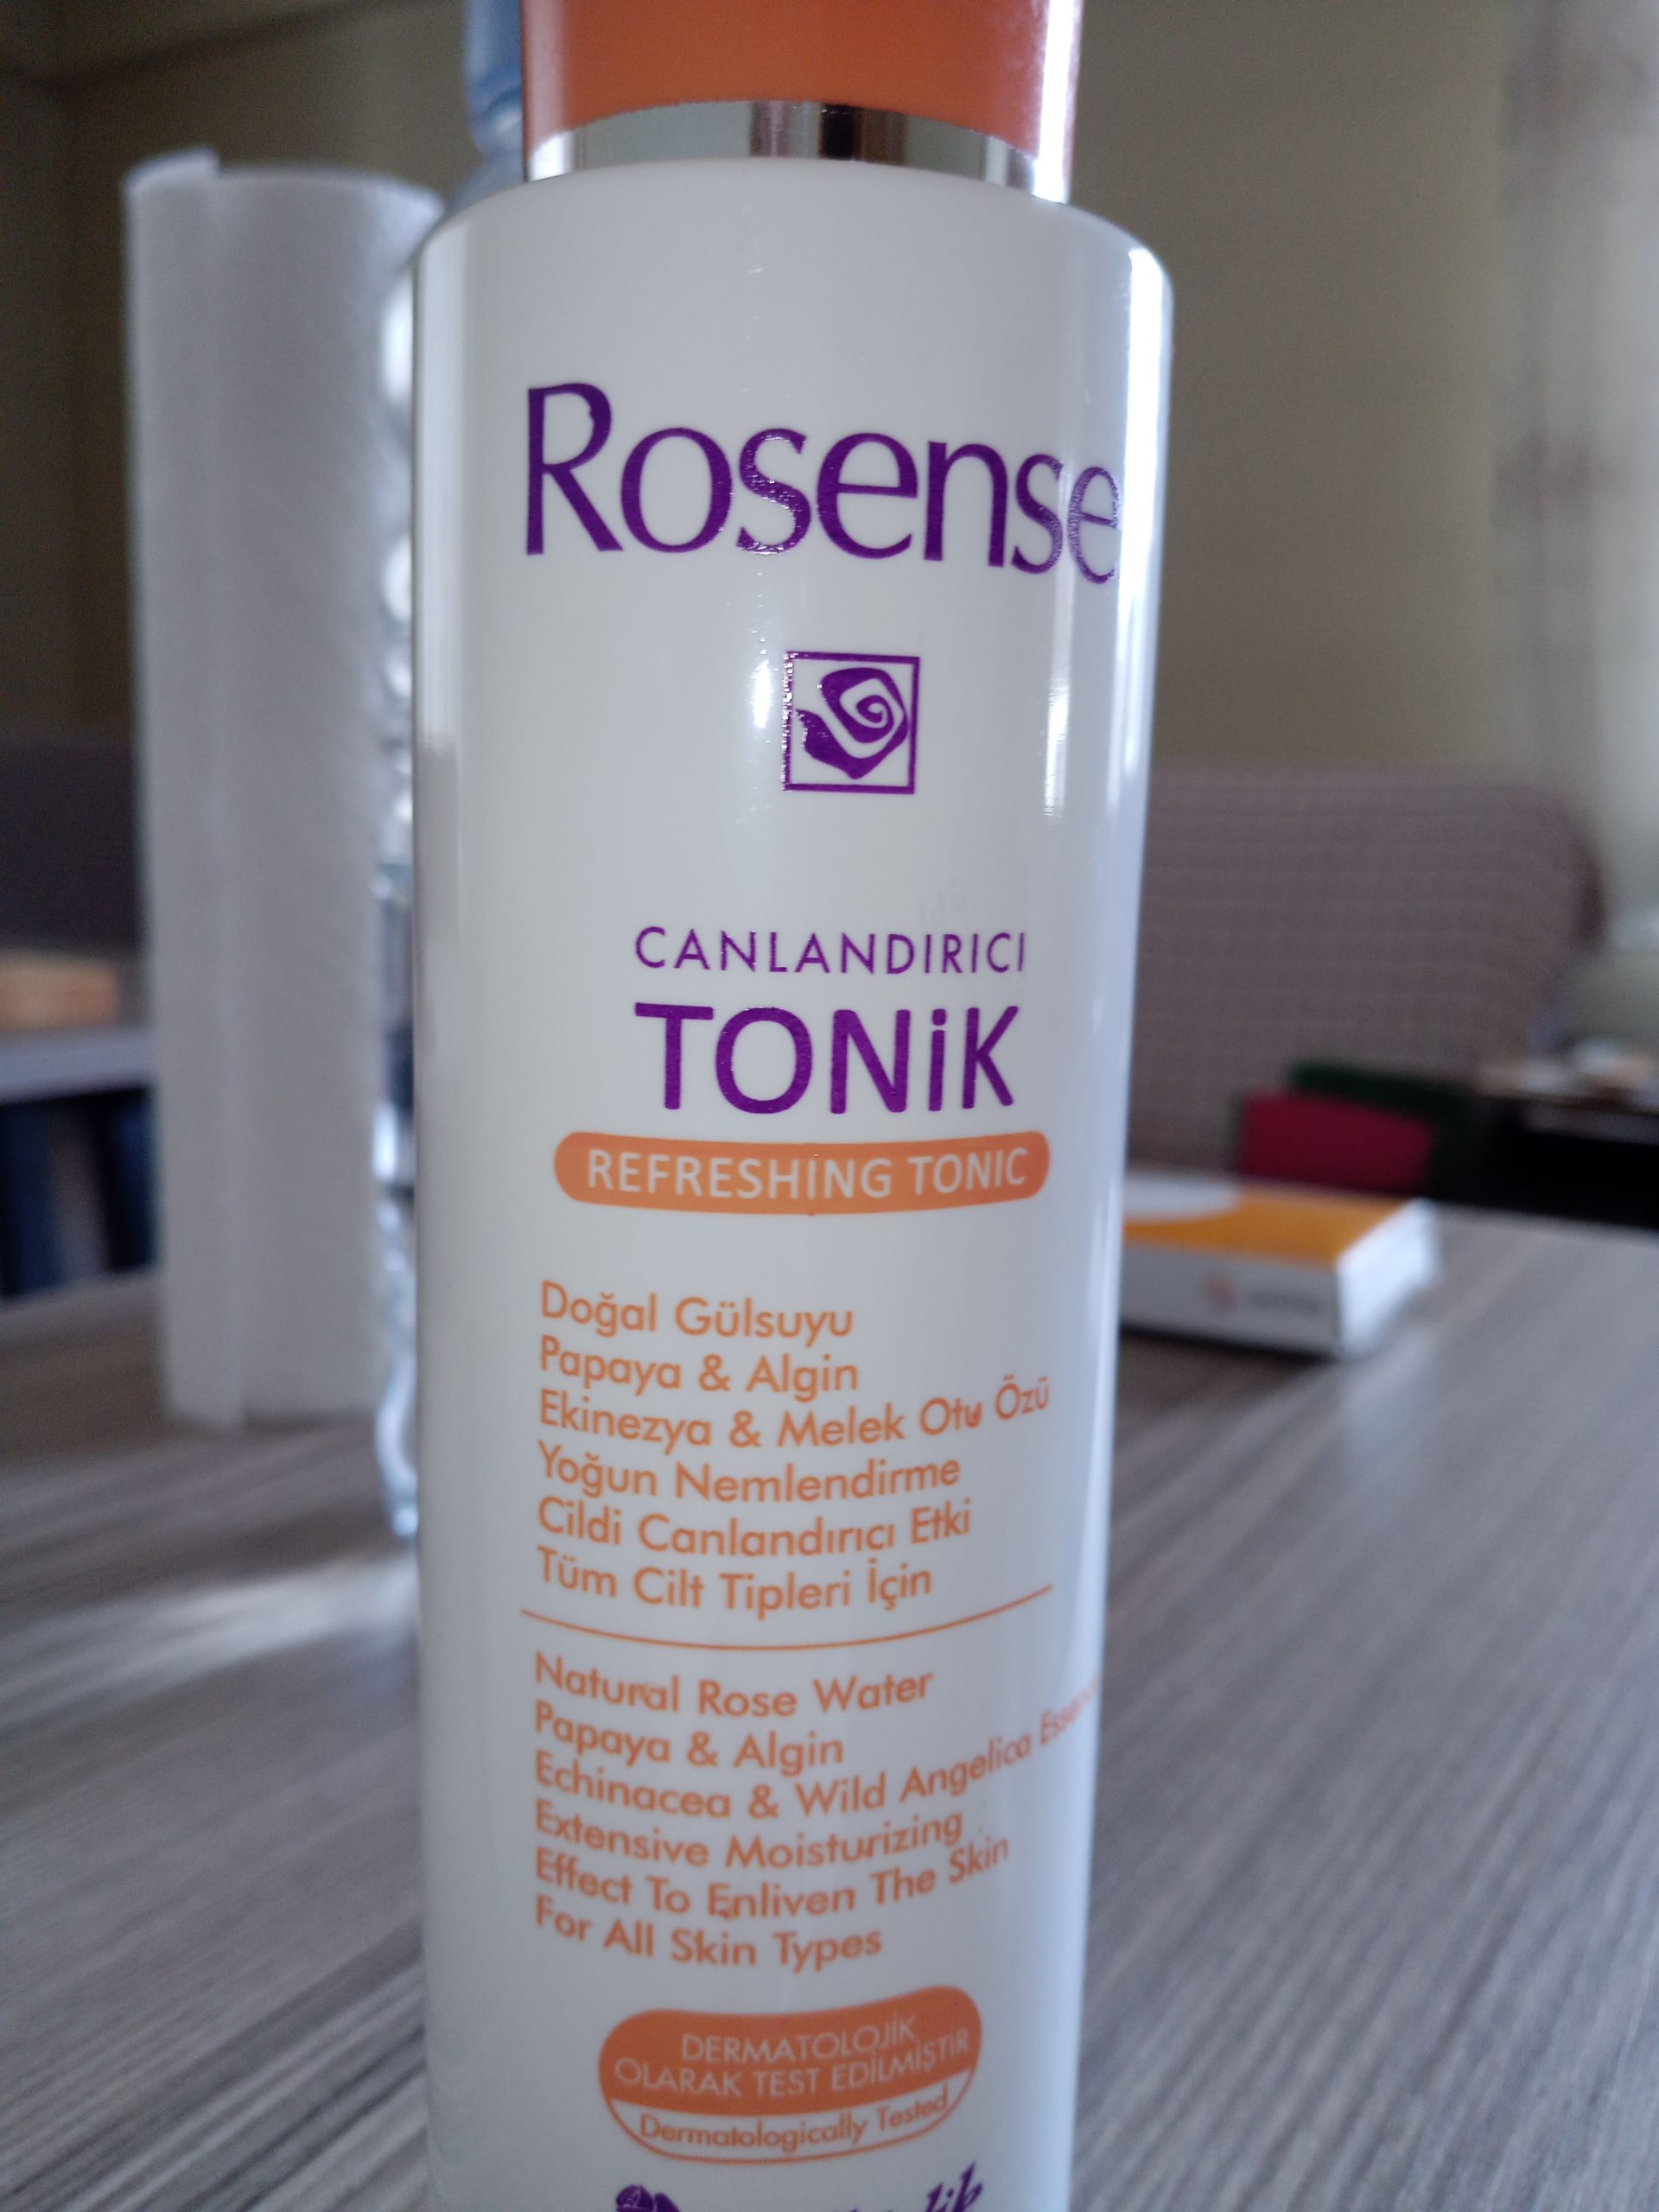 Rosense
CANLANDIRICI
TONiK
REFRESHING TONIC
Doğal Gülsuyu
Papaya & Algin
Ekinezya & Melek Otu Özü
Yoğun Nemlendirme
Cildi Canlandırıcı Etki
Tüm Cilt Tipleri İçin
Natural Rose Water
Papaya & Algin
Echinacea & Wild Angelica
Extensive Moisturizing
Effect To Enliven The Skin
For All Skin Types
DERMATOLOJİK
OLARAK TEST EDİLMİŞTİR
Dermatologically Tested